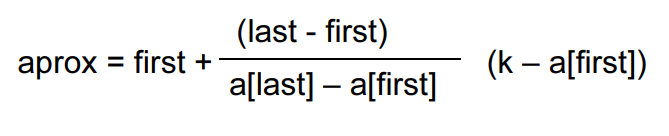 (last - first)
aprox = first + (k – a[first])
a[last] – a[first]